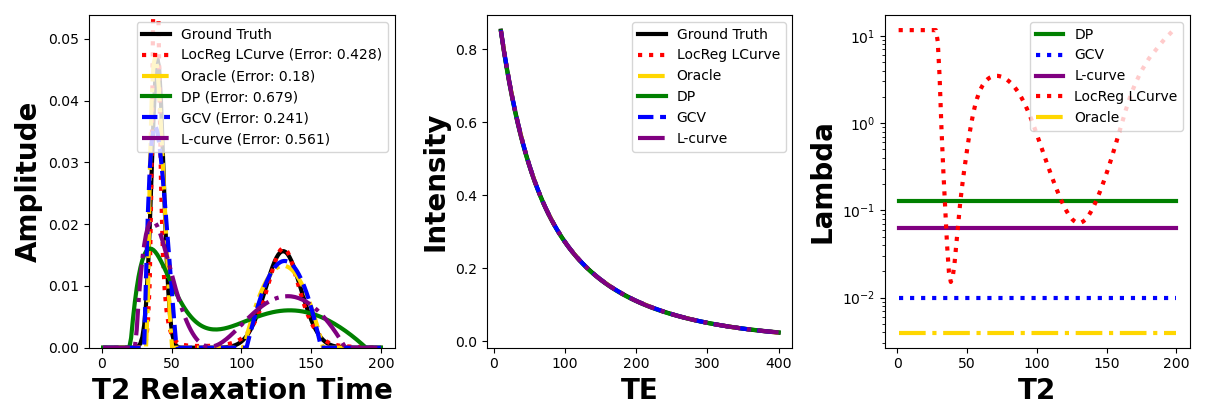 Amplitude
0.05
0.04
0.03
0.02
0.01
0.00
Ground Truth
LocReg LCurve (Error: 0.428)
Oracle (Error: 0.18)
DP (Error: 0.679)
GCV (Error: 0.241)
L-curve (Error: 0.561)
0 50 100 150 200
T2 Relaxation Time
Intensity
0.8
0.6
0.4
0.2
0.0
Ground Truth
LocReg LCurve
Oracle
DP
GCV
L-curve
0 100 200 300 400
TE
Lambda
10¹
10⁰
10⁻¹
10⁻²
DP
GCV
L-curve
LocReg LCurve
Oracle
0 50 100 150 200
T2